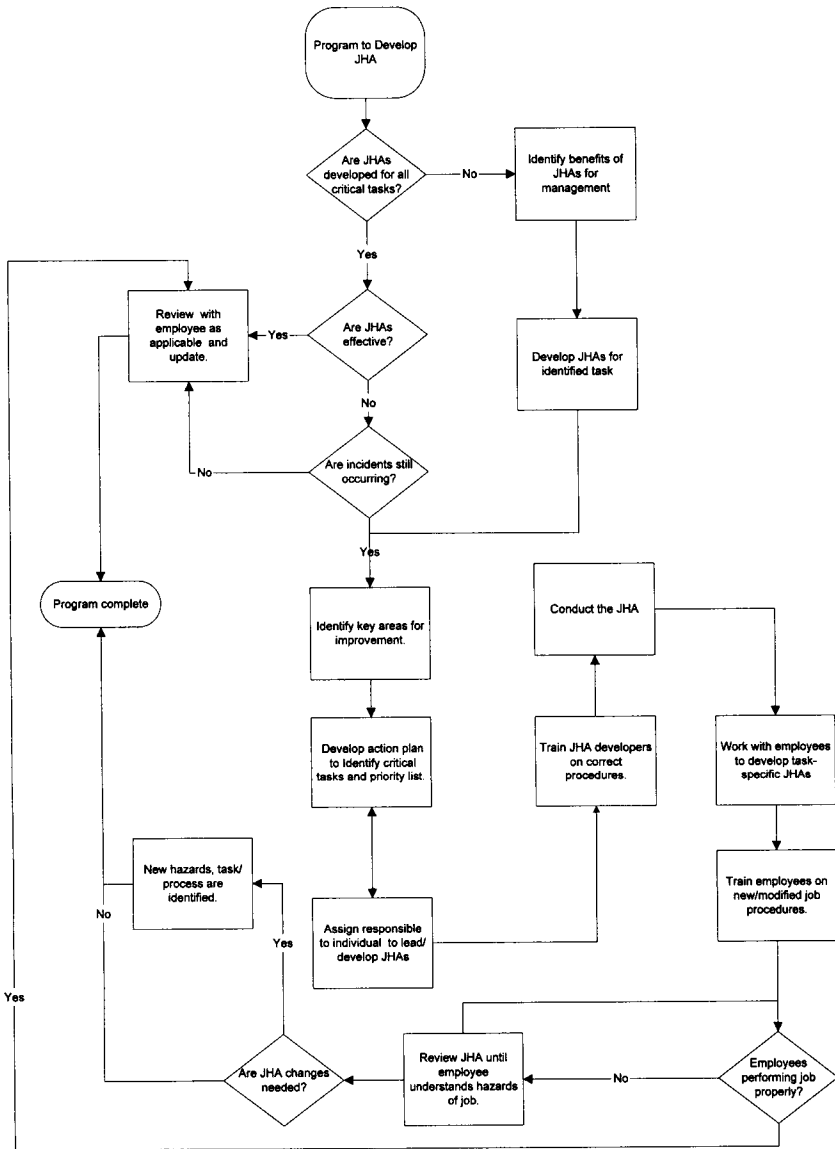 Program to Develop
JHA
Are JHAs
developed for all
critical tasks?
No
Identify benefits of
JHAs for
management
Yes
Review with
employee as
applicable and
update.
Yes
Are JHAs
effective?
Develop JHAs for
identified task
No
Are incidents still
occurring?
No
Yes
Program complete
Identify key areas for
improvement.
Conduct the JHA
Develop action plan
to Identify critical
tasks and priority list.
Train JHA developers
on correct
procedures.
Work with employees
to develop task-
specific JHAs
New hazards, task/
process are
identified.
Train employees on
new/modified job
procedures.
No
Assign responsible
to individual to lead/
develop JHAs
Yes
Yes
Are JHA changes
needed?
Review JHA until
employee
understands hazards
of job.
No
Employees
performing job
properly?